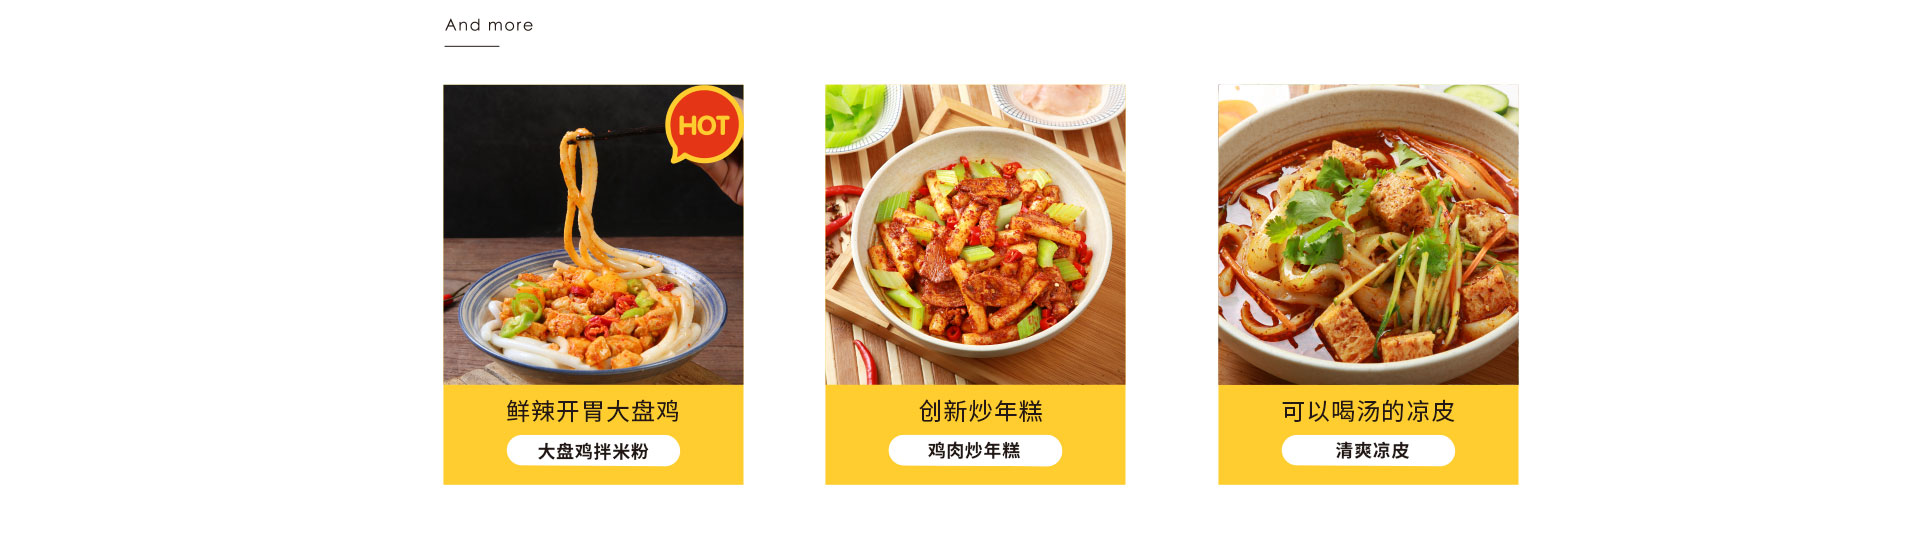 And more
HOT
鲜辣开胃大盘鸡
大盘鸡拌米粉
创新炒年糕
鸡肉炒年糕
可以喝汤的凉皮
清爽凉皮